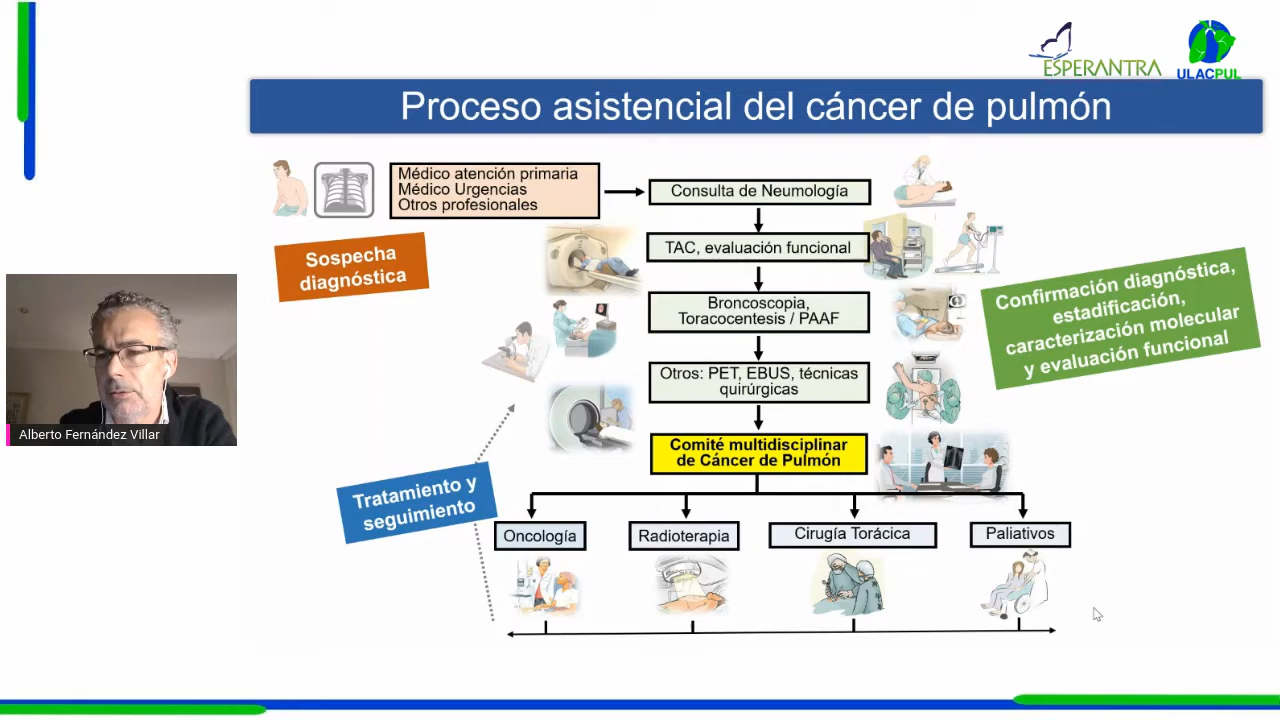 ESPERANTRA
ULACPUL
Proceso asistencial del cáncer de pulmón
Médico atención primaria
Médico Urgencias
Otros profesionales
Consulta de Neumología
Sospecha
diagnóstica
TAC, evaluación funcional
Broncoscopia,
Toracocentesis / PAAF
Confirmación diagnóstica,
estadificación,
caracterización molecular
y evaluación funcional
Otros: PET, EBUS, técnicas
quirúrgicas
Alberto Fernández Villar
Comité multidisciplinar
de Cáncer de Pulmón
Tratamiento y
seguimiento
Oncología
Radioterapia
Cirugía Torácica
Paliativos